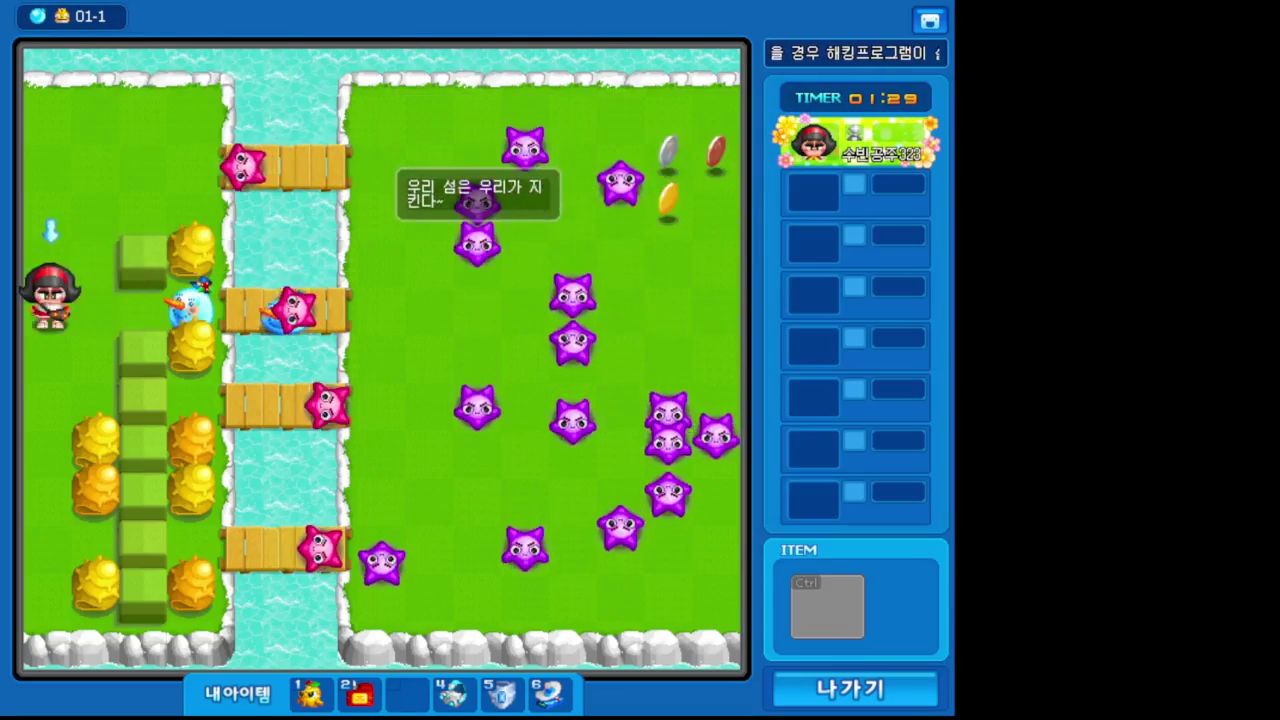 01-1
을 경우 해킹프로그램이
TIMER 01:29
수빈공주323
우리 섬은 우리가 지
킨다~
ITEM
Ctrl
내아이템 1 2 4 5 6
나가기